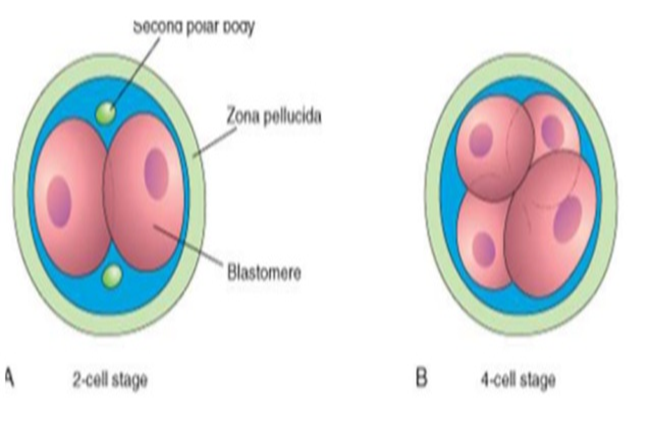 Second polar body
Zona pellucida
Blastomere
A 2-cell stage
B 4-cell stage